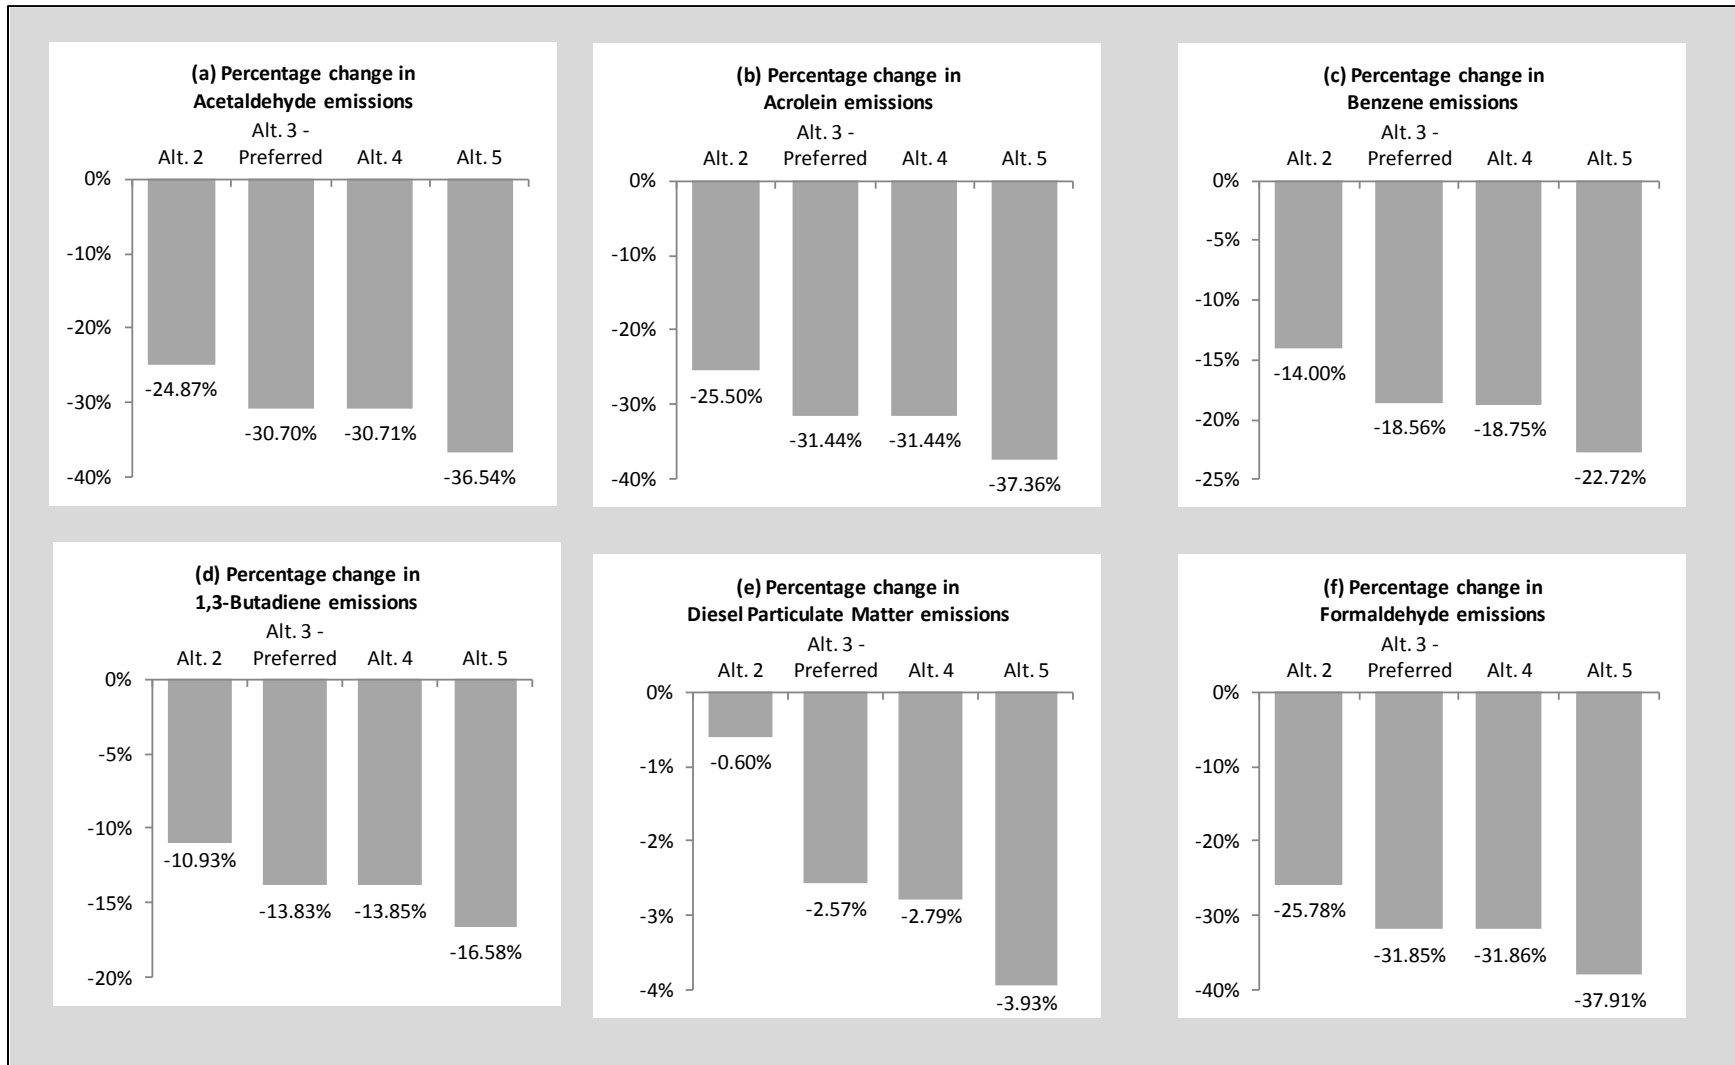 (a) Percentage change in
Acetaldehyde emissions
Alt. 3 -
Alt. 2 Preferred Alt. 4 Alt. 5
0%
-10%
-20%
-30%
-40%
-24.87%
-30.70%
-30.71%
-36.54%
(b) Percentage change in
Acrolein emissions
Alt. 3 -
Alt. 2 Preferred Alt. 4 Alt. 5
0%
-10%
-20%
-30%
-40%
-25.50%
-31.44%
-31.44%
-37.36%
(c) Percentage change in
Benzene emissions
Alt. 3 -
Alt. 2 Preferred Alt. 4 Alt. 5
0%
-5%
-10%
-15%
-20%
-25%
-14.00%
-18.56%
-18.75%
-22.72%
(d) Percentage change in
1,3-Butadiene emissions
Alt. 3 -
Alt. 2 Preferred Alt. 4 Alt. 5
0%
-5%
-10%
-15%
-20%
-10.93%
-13.83%
-13.85%
-16.58%
(e) Percentage change in
Diesel Particulate Matter emissions
Alt. 3 -
Alt. 2 Preferred Alt. 4 Alt. 5
0%
-1%
-2%
-3%
-4%
-0.60%
-2.57%
-2.79%
-3.93%
(f) Percentage change in
Formaldehyde emissions
Alt. 3 -
Alt. 2 Preferred Alt. 4 Alt. 5
0%
-10%
-20%
-30%
-40%
-25.78%
-31.85%
-31.86%
-37.91%